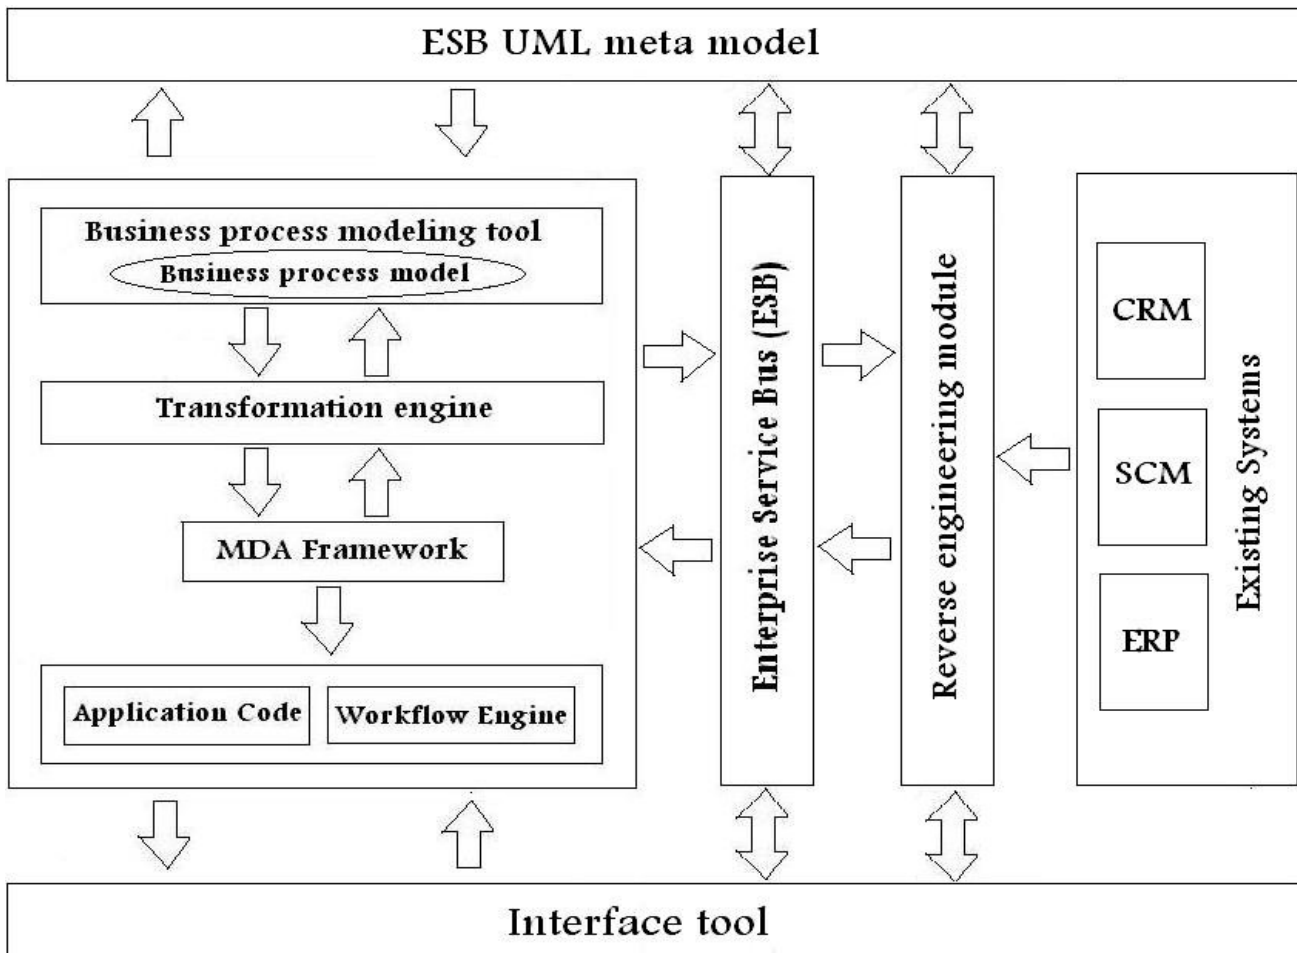 ESB UML meta model
Business process modeling tool
Business process model
Transformation engine
MDA Framework
Application Code
Workflow Engine
Enterprise Service Bus (ESB)
Reverse engineering module
CRM
SCM
ERP
Existing Systems
Interface tool